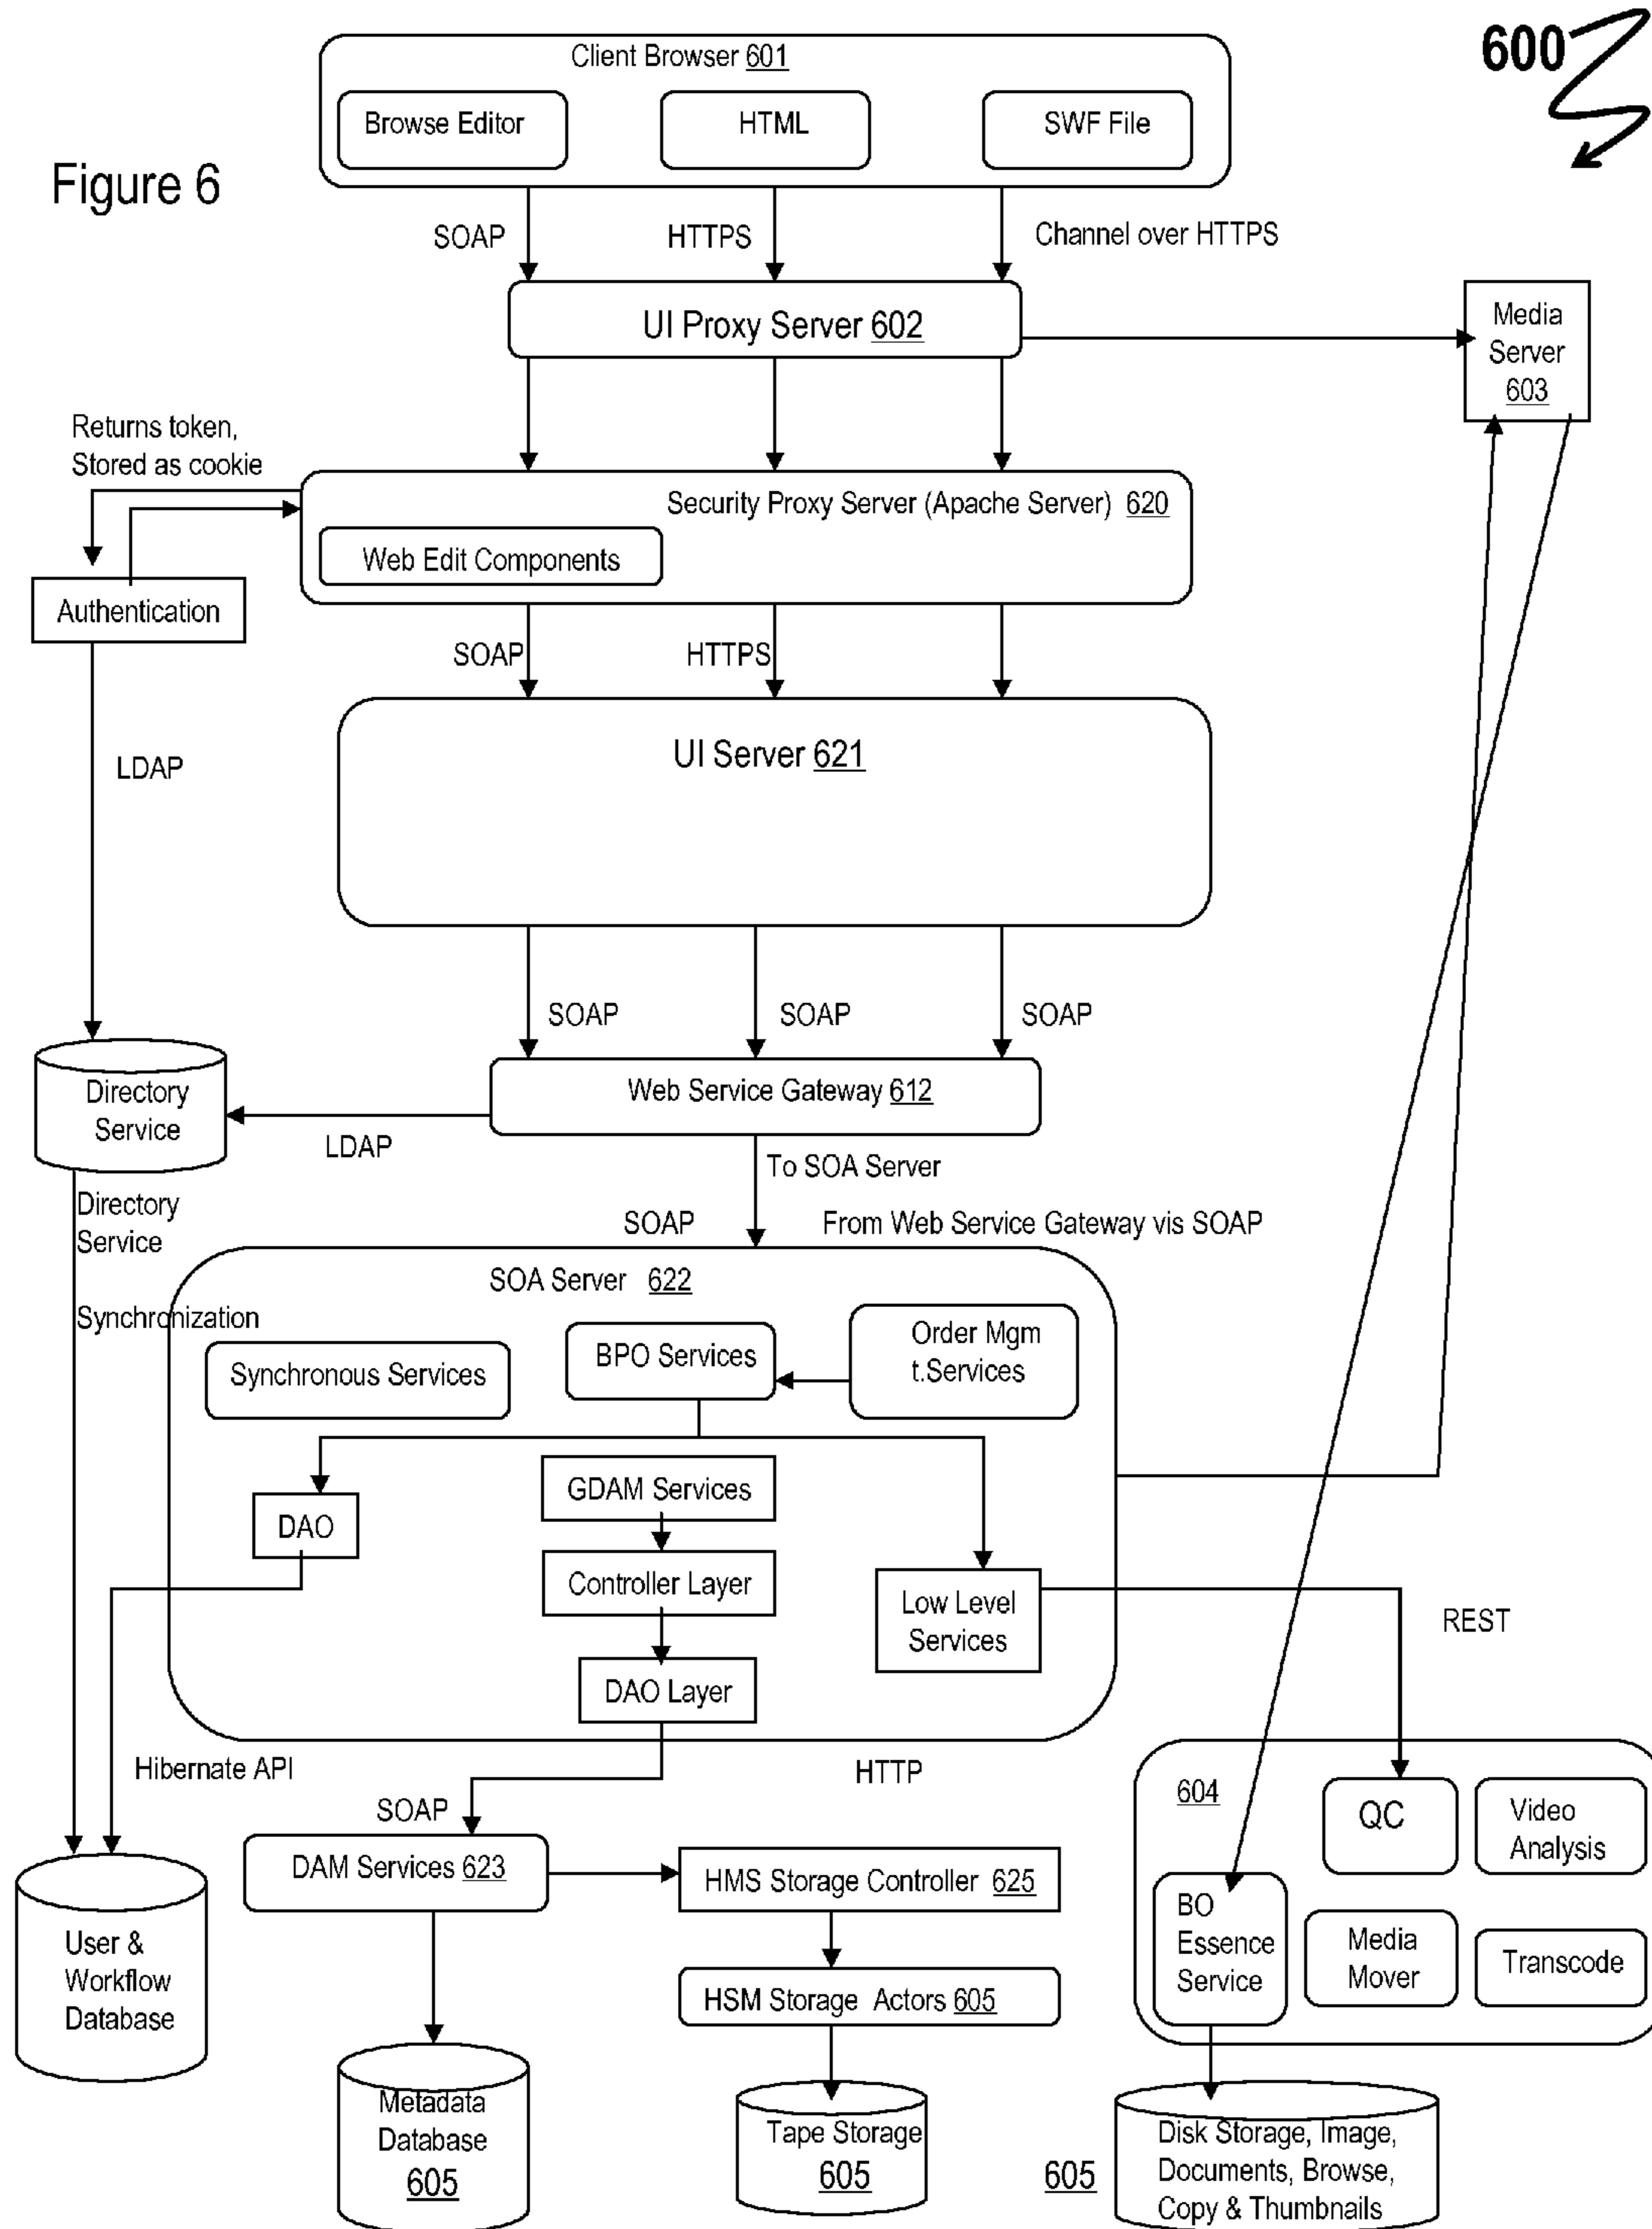 600
Client Browser 601
Browse Editor
HTML
SWF File
Figure 6
SOAP
HTTPS
Channel over HTTPS
UI Proxy Server 602
Media
Server
603
Returns token,
Stored as cookie
Security Proxy Server (Apache Server) 620
Web Edit Components
Authentication
SOAP
HTTPS
UI Server 621
LDAP
SOAP
SOAP
SOAP
Directory
Service
Web Service Gateway 612
LDAP
To SOA Server
Directory
Service
SOAP
From Web Service Gateway vis SOAP
SOA Server 622
Synchronization
Synchronous Services
BPO Services
Order Mgm
t.Services
GDAM Services
DAO
Controller Layer
Low Level
Services
REST
DAO Layer
Hibernate API
HTTP
SOAP
604
QC
Video
Analysis
DAM Services 623
HMS Storage Controller 625
BO
Essence
Service
Media
Mover
Transcode
User &
Workflow
Database
HSM Storage Actors 605
Metadata
Database
605
Tape Storage
605
605
Disk Storage, Image,
Documents, Browse,
Copy & Thumbnails